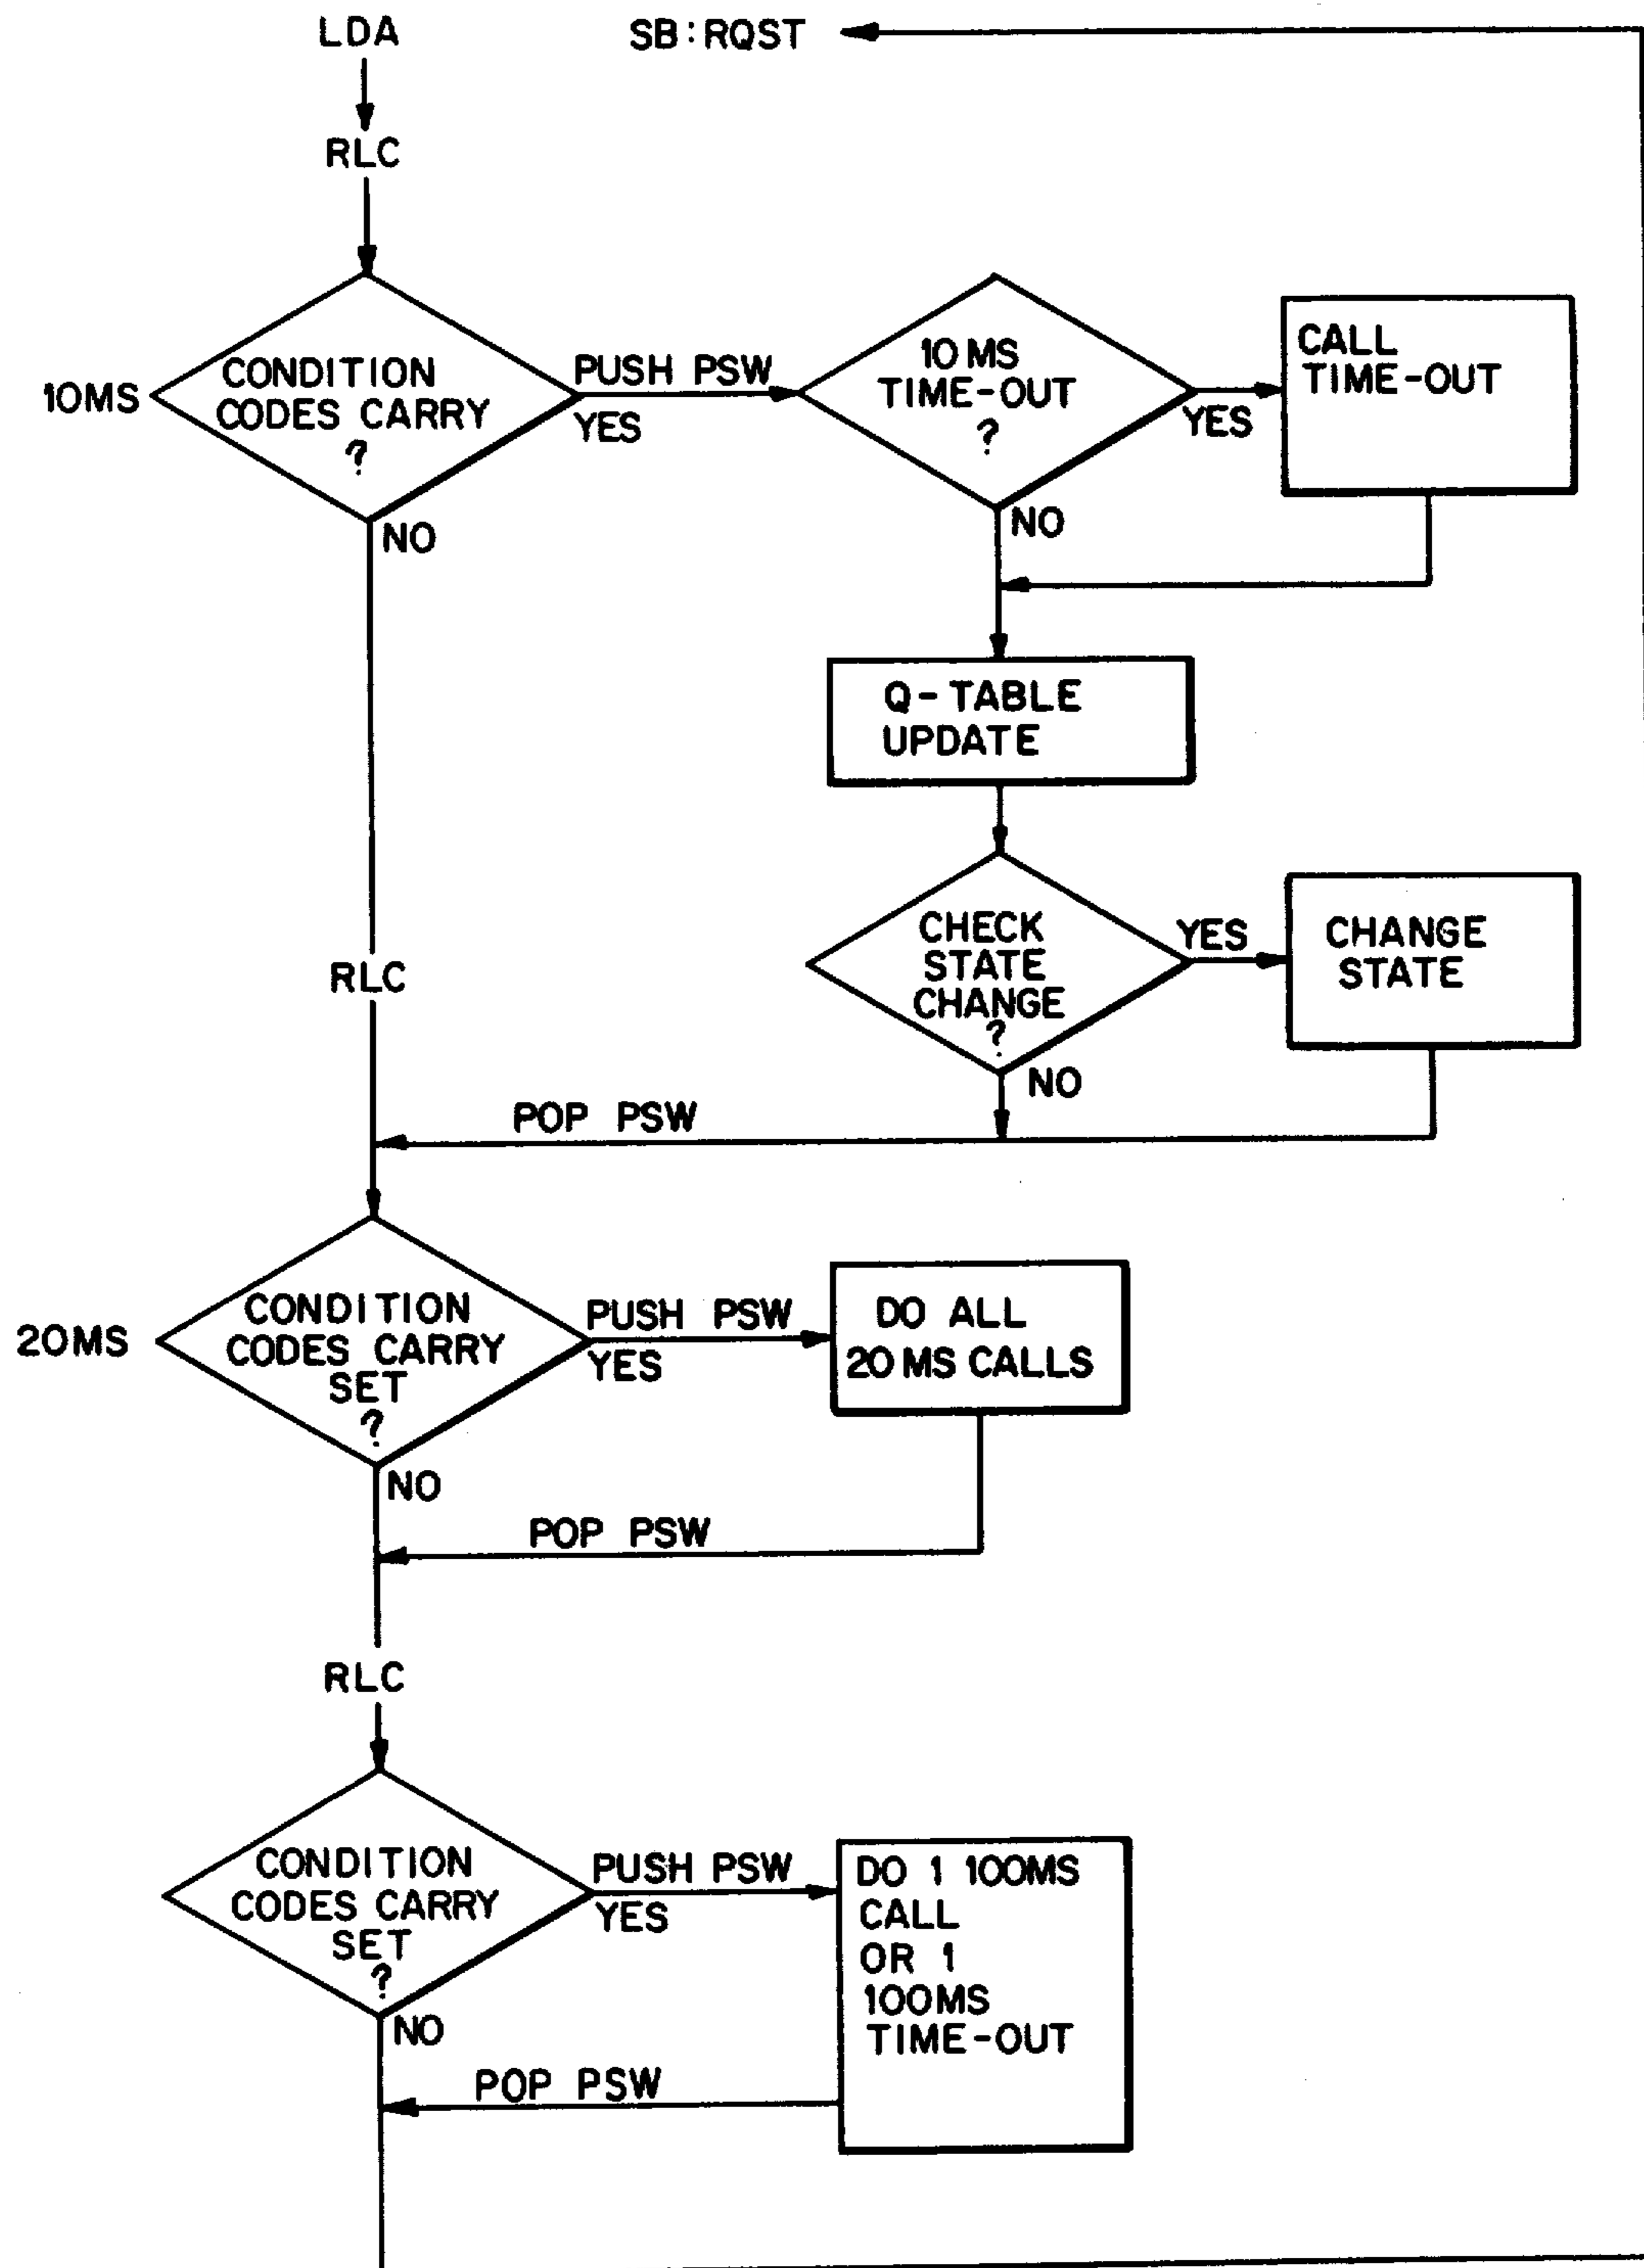 LDA
SB:RQST
RLC
10MS
CONDITION
CODES CARRY
?
PUSH PSW
YES
NO
10 MS
TIME-OUT
?
YES
NO
CALL
TIME-OUT
Q-TABLE
UPDATE
CHECK
STATE
CHANGE
?
YES
NO
CHANGE
STATE
RLC
POP PSW
20MS
CONDITION
CODES CARRY
SET
?
PUSH PSW
YES
NO
DO ALL
20 MS CALLS
POP PSW
RLC
CONDITION
CODES CARRY
SET
?
PUSH PSW
YES
NO
DO 1 100MS
CALL
OR 1
100MS
TIME-OUT
POP PSW